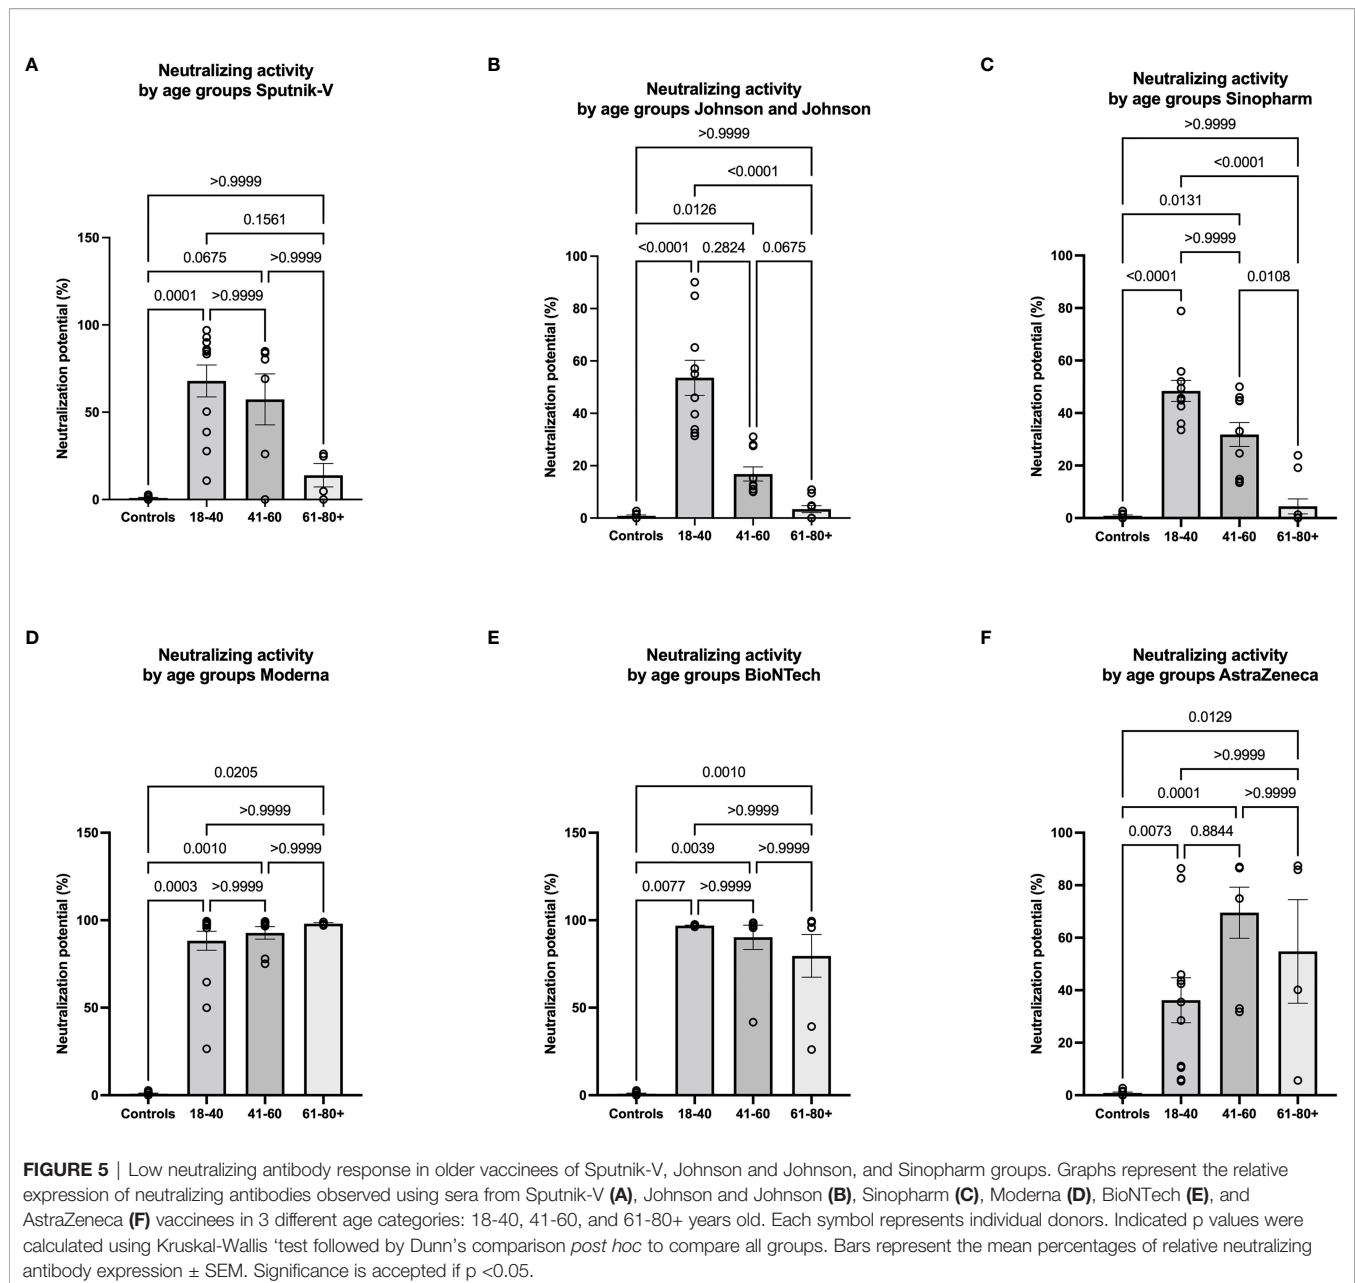 A
Neutralizing activity
by age groups Sputnik-V
>0.9999
0.1561
0.0675
>0.9999
0.0001
>0.9999
Neutralization potential (%)
150
100
50
0
Controls 18-40 41-60 61-80+
B
Neutralizing activity
by age groups Johnson and Johnson
>0.9999
<0.0001
0.0126
<0.0001
0.2824
0.0675
Neutralization potential (%)
100
80
60
40
20
0
Controls 18-40 41-60 61-80+
C
Neutralizing activity
by age groups Sinopharm
>0.9999
<0.0001
0.0131
>0.9999
<0.0001
0.0108
Neutralization potential (%)
100
80
60
40
20
0
Controls 18-40 41-60 61-80+
D
Neutralizing activity
by age groups Moderna
0.0205
>0.9999
0.0010
>0.9999
0.0003
>0.9999
Neutralization potential (%)
150
100
50
0
Controls 18-40 41-60 61-80+
E
Neutralizing activity
by age groups BioNTech
0.0010
>0.9999
0.0039
>0.9999
0.0077
>0.9999
Neutralization potential (%)
150
100
50
0
Controls 18-40 41-60 61-80+
F
Neutralizing activity
by age groups AstraZeneca
0.0129
>0.9999
0.0001
>0.9999
0.0073
0.8844
Neutralization potential (%)
100
80
60
40
20
0
Controls 18-40 41-60 61-80+
FIGURE 5 | Low neutralizing antibody response in older vaccinees of Sputnik-V, Johnson and Johnson, and Sinopharm groups. Graphs represent the relative
expression of neutralizing antibodies observed using sera from Sputnik-V (A), Johnson and Johnson (B), Sinopharm (C), Moderna (D), BioNTech (E), and
AstraZeneca (F) vaccinees in 3 different age categories: 18-40, 41-60, and 61-80+ years old. Each symbol represents individual donors. Indicated p values were
calculated using Kruskal-Wallis ‘test followed by Dunn’s comparison post hoc to compare all groups. Bars represent the mean percentages of relative neutralizing
antibody expression ± SEM. Significance is accepted if p <0.05.